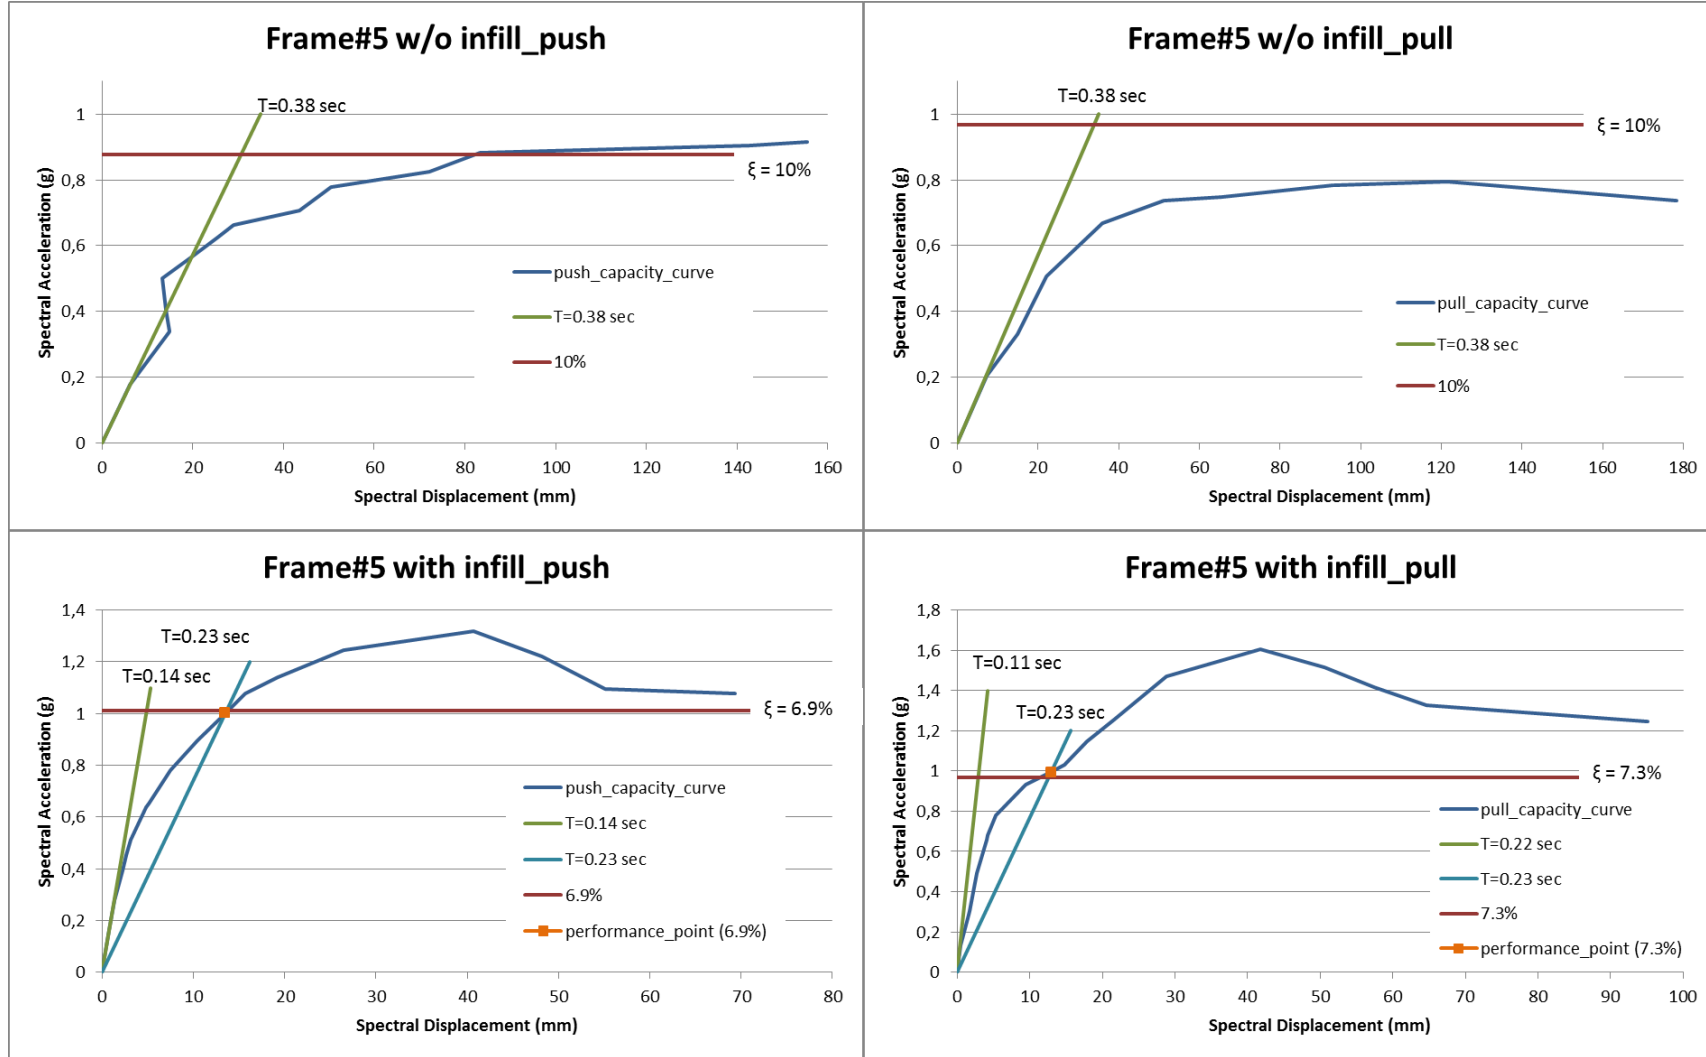 Frame#5 w/o infill_push
T=0.38 sec
1
0,8
0,6
0,4
0,2
0
Spectral Acceleration (g)
ξ = 10%
push_capacity_curve
T=0.38 sec
10%
0 20 40 60 80 100 120 140 160
Spectral Displacement (mm)
Frame#5 w/o infill_pull
T=0.38 sec
1
0,8
0,6
0,4
0,2
0
Spectral Acceleration (g)
ξ = 10%
pull_capacity_curve
T=0.38 sec
10%
0 20 40 60 80 100 120 140 160 180
Spectral Displacement (mm)
Frame#5 with infill_push
1,4
1,2
1
0,8
0,6
0,4
0,2
0
Spectral Acceleration (g)
T=0.23 sec
T=0.14 sec
ξ = 6.9%
push_capacity_curve
T=0.14 sec
T=0.23 sec
6.9%
performance_point (6.9%)
0 10 20 30 40 50 60 70 80
Spectral Displacement (mm)
Frame#5 with infill_pull
1,8
1,6
1,4
1,2
1
0,8
0,6
0,4
0,2
0
Spectral Acceleration (g)
T=0.11 sec
T=0.23 sec
ξ = 7.3%
pull_capacity_curve
T=0.22 sec
T=0.23 sec
7.3%
performance_point (7.3%)
0 10 20 30 40 50 60 70 80 90 100
Spectral Displacement (mm)